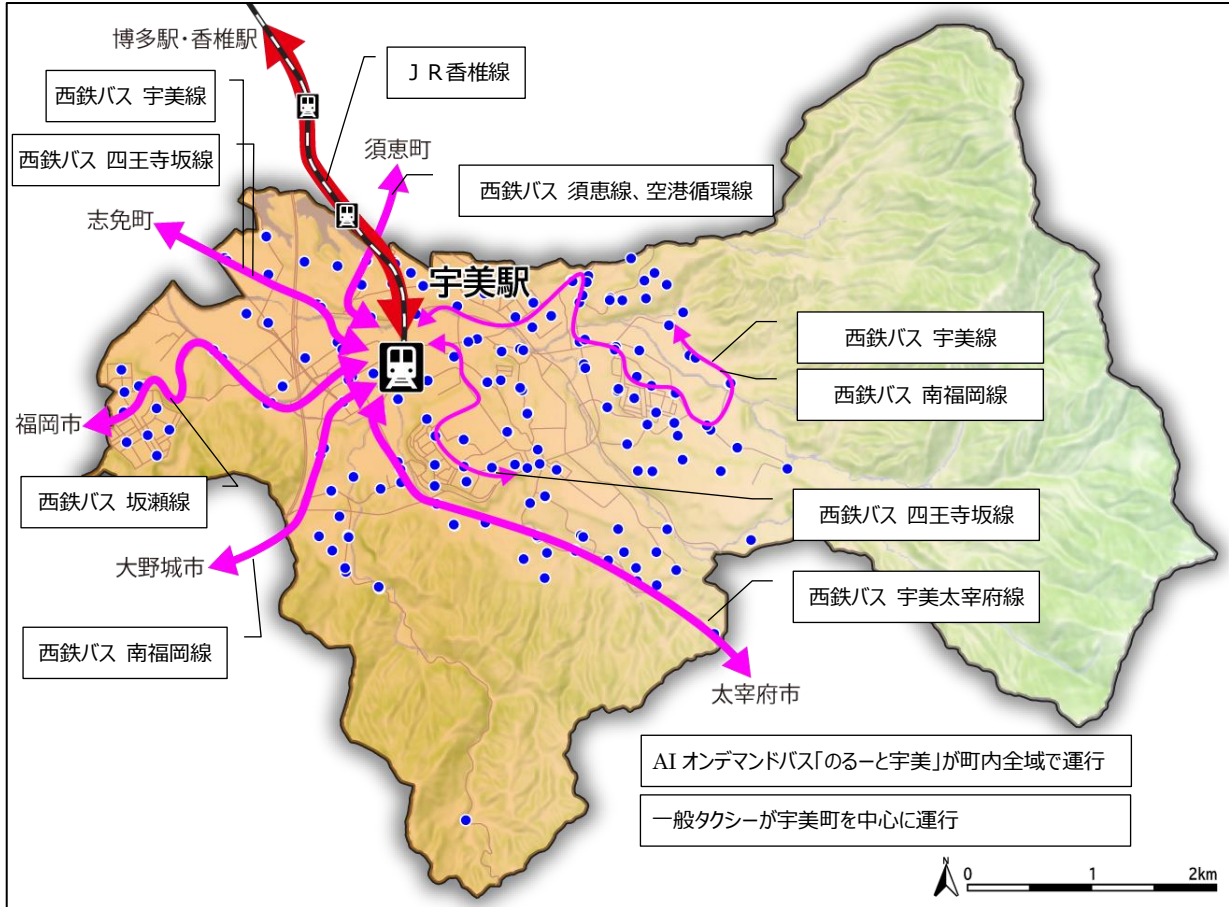 博多駅・香椎駅
ＪＲ香椎線
西鉄バス 宇美線
西鉄バス 四王寺坂線
須恵町
西鉄バス 須恵線、空港循環線
志免町
宇美駅
西鉄バス 宇美線
西鉄バス 南福岡線
福岡市
西鉄バス 坂瀬線
西鉄バス 四王寺坂線
大野城市
西鉄バス 宇美太宰府線
西鉄バス 南福岡線
太宰府市
AI オンデマンドバス「のるーと宇美」が町内全域で運行
一般タクシーが宇美町を中心に運行
N
0 1 2km